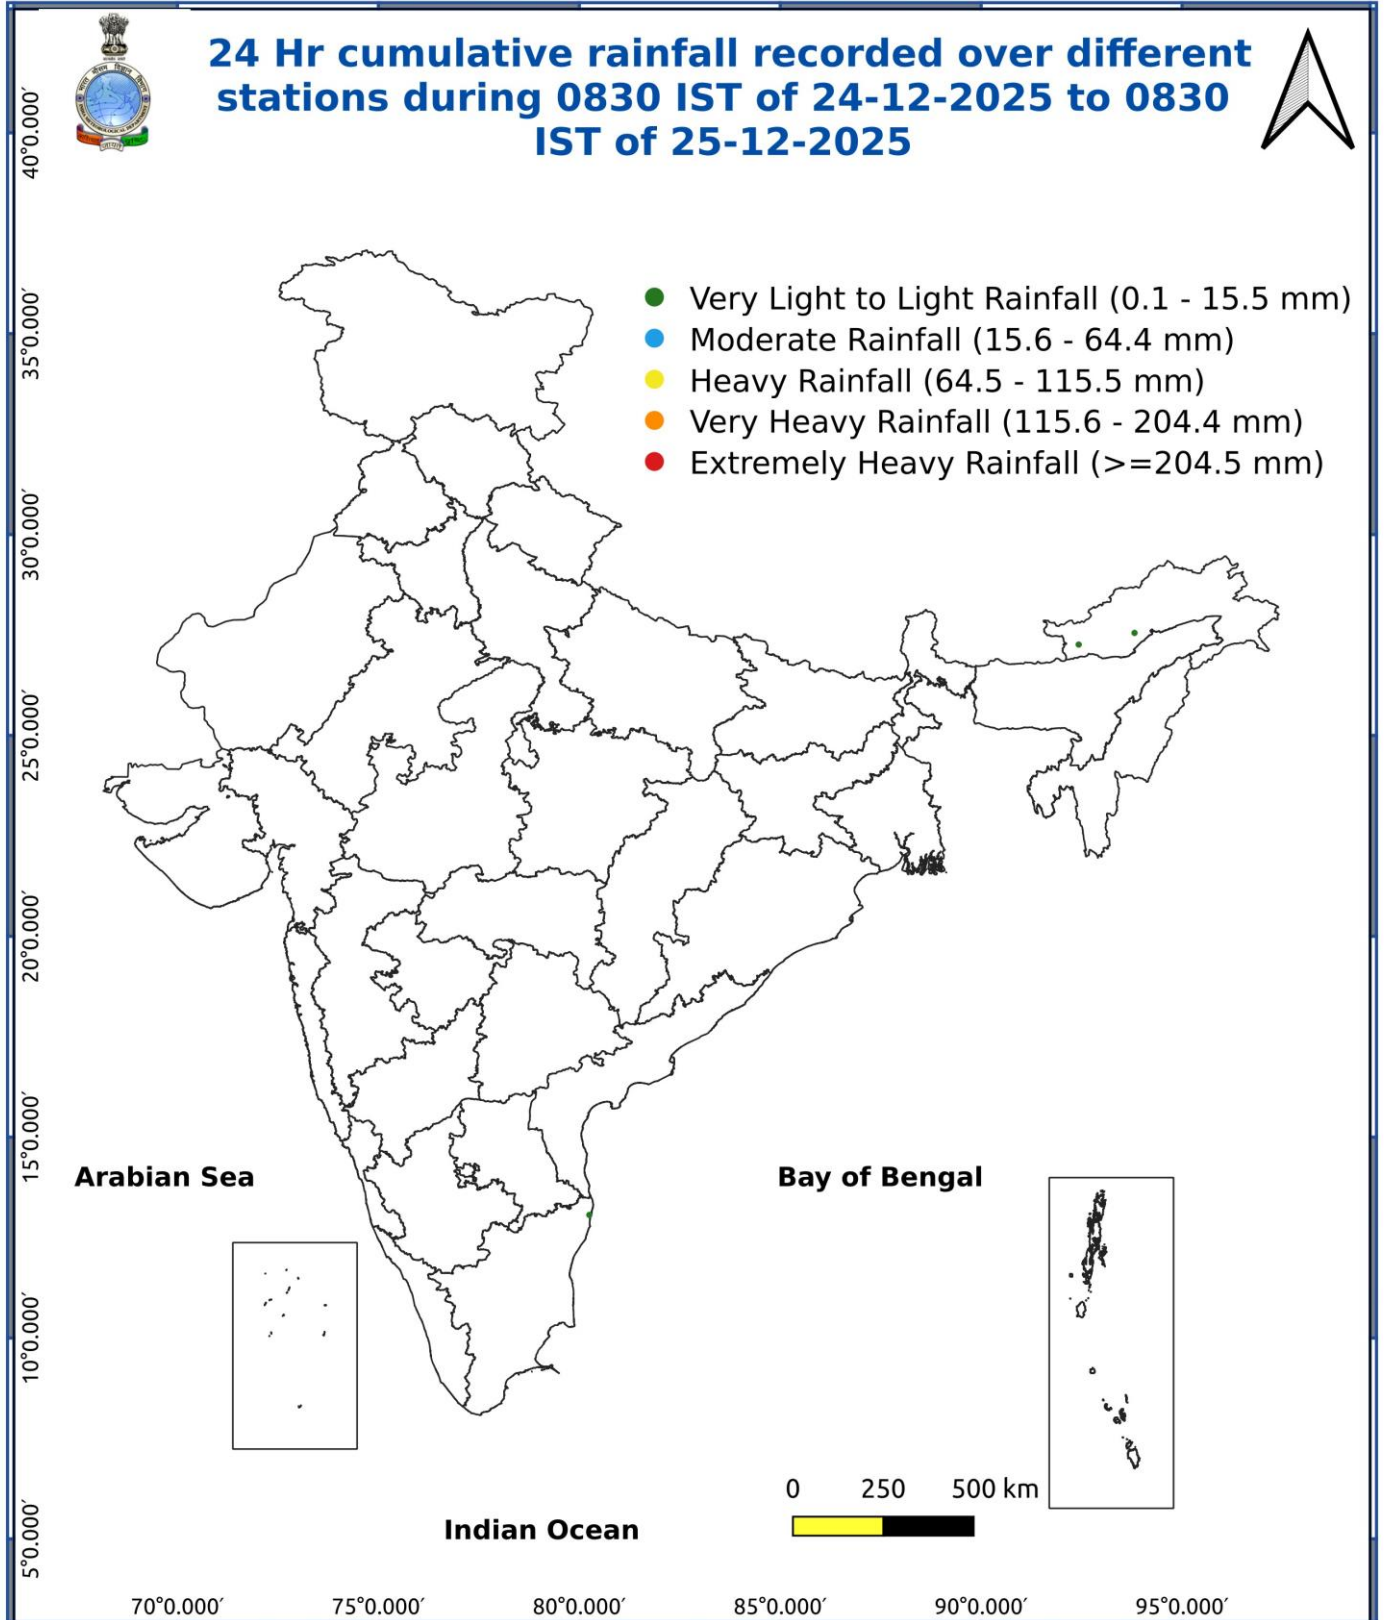 24 Hr cumulative rainfall recorded over different
stations during 0830 IST of 24-12-2025 to 0830
IST of 25-12-2025
Very Light to Light Rainfall (0.1 - 15.5 mm)
Moderate Rainfall (15.6 - 64.4 mm)
Heavy Rainfall (64.5 - 115.5 mm)
Very Heavy Rainfall (115.6 - 204.4 mm)
Extremely Heavy Rainfall (>=204.5 mm)
40°0.000′
35°0.000′
30°0.000′
25°0.000′
20°0.000′
15°0.000′
10°0.000′
5°0.000′
Arabian Sea
Bay of Bengal
Indian Ocean
0 250 500 km
70°0.000′ 75°0.000′ 80°0.000′ 85°0.000′ 90°0.000′ 95°0.000′